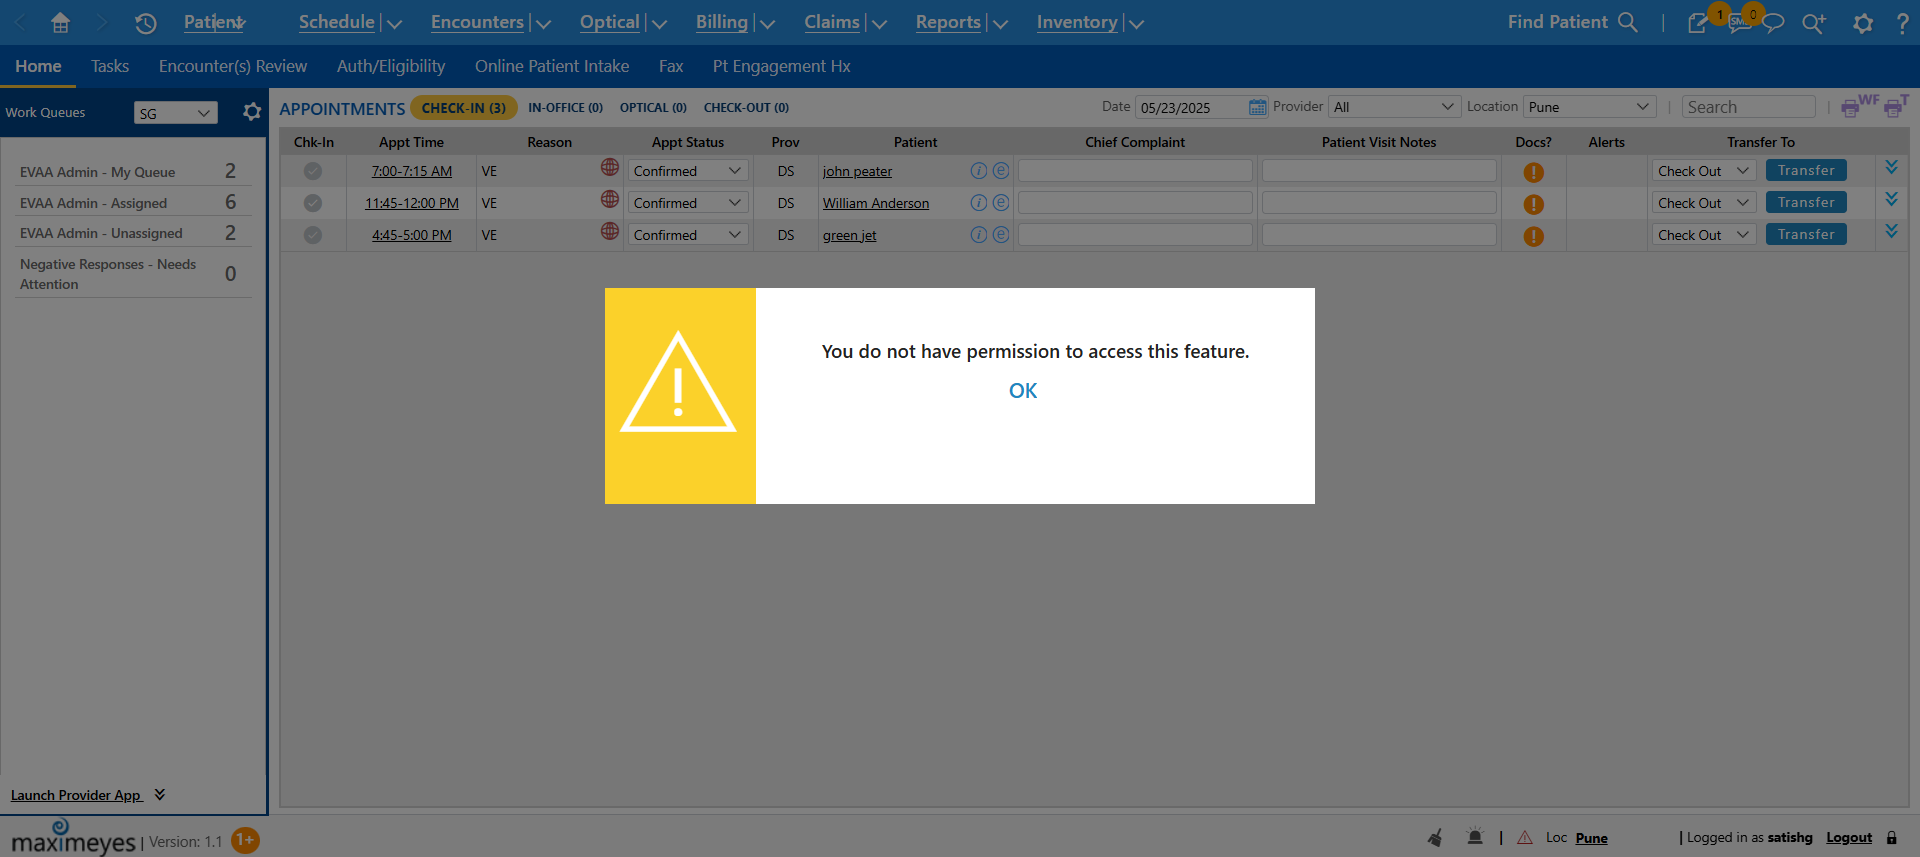 Patient Schedule Encounters Optical Billing Claims Reports Inventory Find Patient 1 SMS 0 ?
Home Tasks Encounter(s) Review Auth/Eligibility Online Patient Intake Fax Pt Engagement Hx
Work Queues SG
APPOINTMENTS CHECK-IN (3) IN-OFFICE (0) OPTICAL (0) CHECK-OUT (0) Date 05/23/2025 Provider All Location Pune Search WF T
Chk-In Appt Time Reason Appt Status Prov Patient Chief Complaint Patient Visit Notes Docs? Alerts Transfer To
7:00-7:15 AM VE Confirmed DS john peater i e ! Check Out Transfer
11:45-12:00 PM VE Confirmed DS William Anderson i e ! Check Out Transfer
4:45-5:00 PM VE Confirmed DS green jet i e ! Check Out Transfer
EVAA Admin - My Queue 2
EVAA Admin - Assigned 6
EVAA Admin - Unassigned 2
Negative Responses - Needs
Attention 0
You do not have permission to access this feature.
OK
Launch Provider App
maximeyes | Version: 1.1 1+ Loc Pune | Logged in as satishg Logout